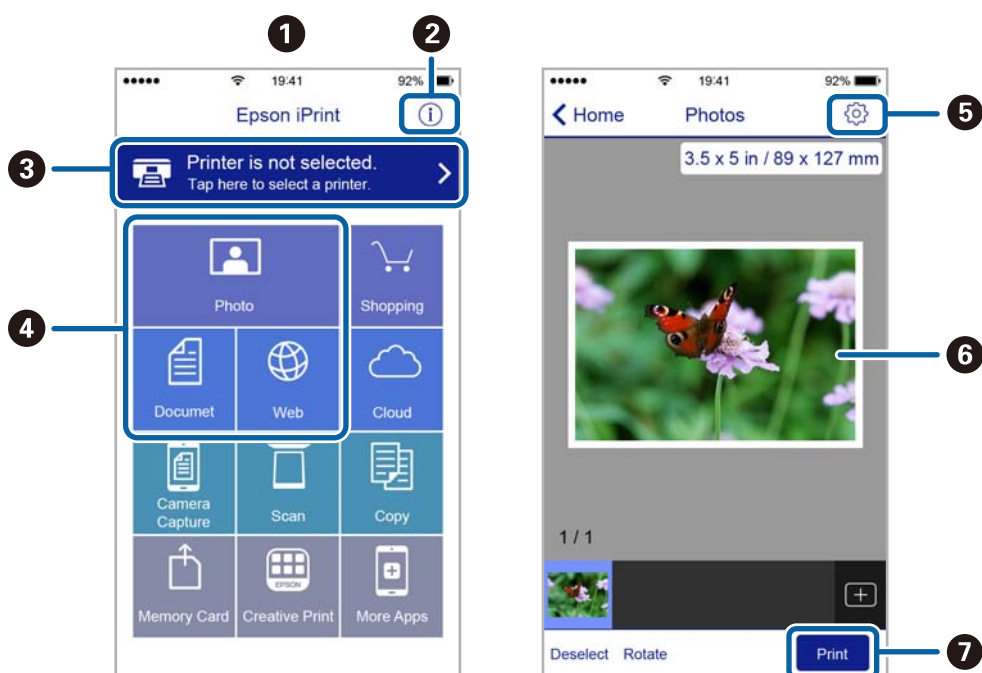 1
2
19:41
92%
Epson iPrint
3
Printer is not selected.
Tap here to select a printer.
4
Photo
Shopping
Documet
Web
Cloud
Camera
Capture
Scan
Copy
EPSON
Memory Card
Creative Print
More Apps
19:41
92%
5
Home
Photos
3.5 x 5 in / 89 x 127 mm
6
1 / 1
Deselect
Rotate
Print
7